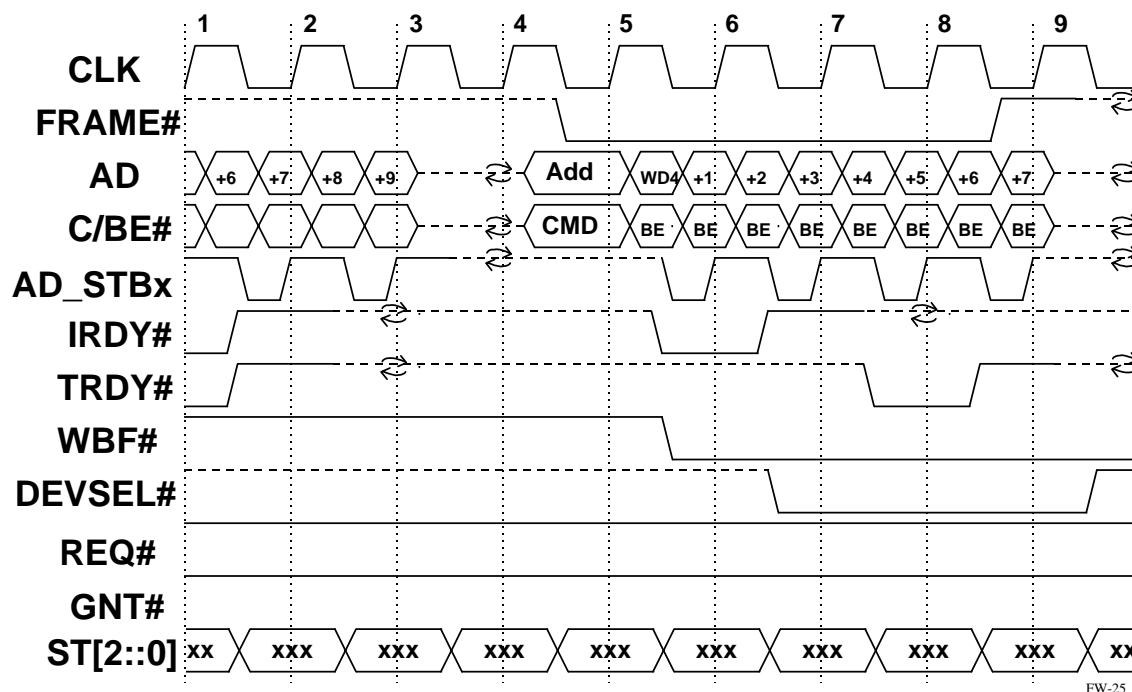 1 2 3 4 5 6 7 8 9
CLK
FRAME#
AD +6 +7 +8 +9 Add WD4 +1 +2 +3 +4 +5 +6 +7
C/BE# CMD BE BE BE BE BE BE BE BE
AD_STBx
IRDY#
TRDY#
WBF#
DEVSEL#
REQ#
GNT#
ST[2::0] xx xxx xxx xxx xxx xxx xxx xxx xxx xx
FW-25